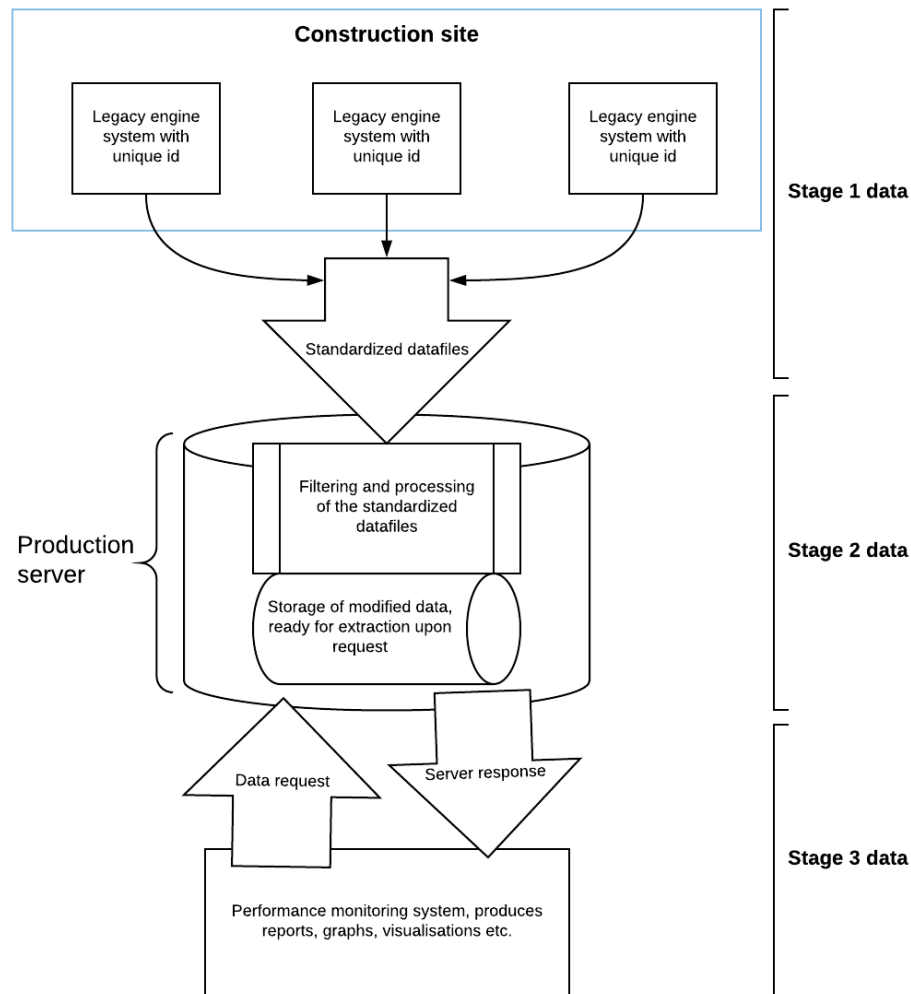 Construction site
Legacy engine
system with
unique id
Legacy engine
system with
unique id
Legacy engine
system with
unique id
Stage 1 data
Standardized datafiles
Filtering and processing
of the standardized
datafiles
Production
server
Stage 2 data
Storage of modified data,
ready for extraction upon
request
Data request
Server response
Stage 3 data
Performance monitoring system, produces
reports, graphs, visualisations etc.